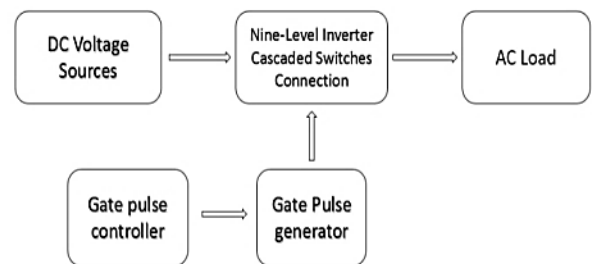 DC Voltage
Sources
Nine-Level Inverter
Cascaded Switches
Connection
AC Load
Gate pulse
controller
Gate Pulse
generator